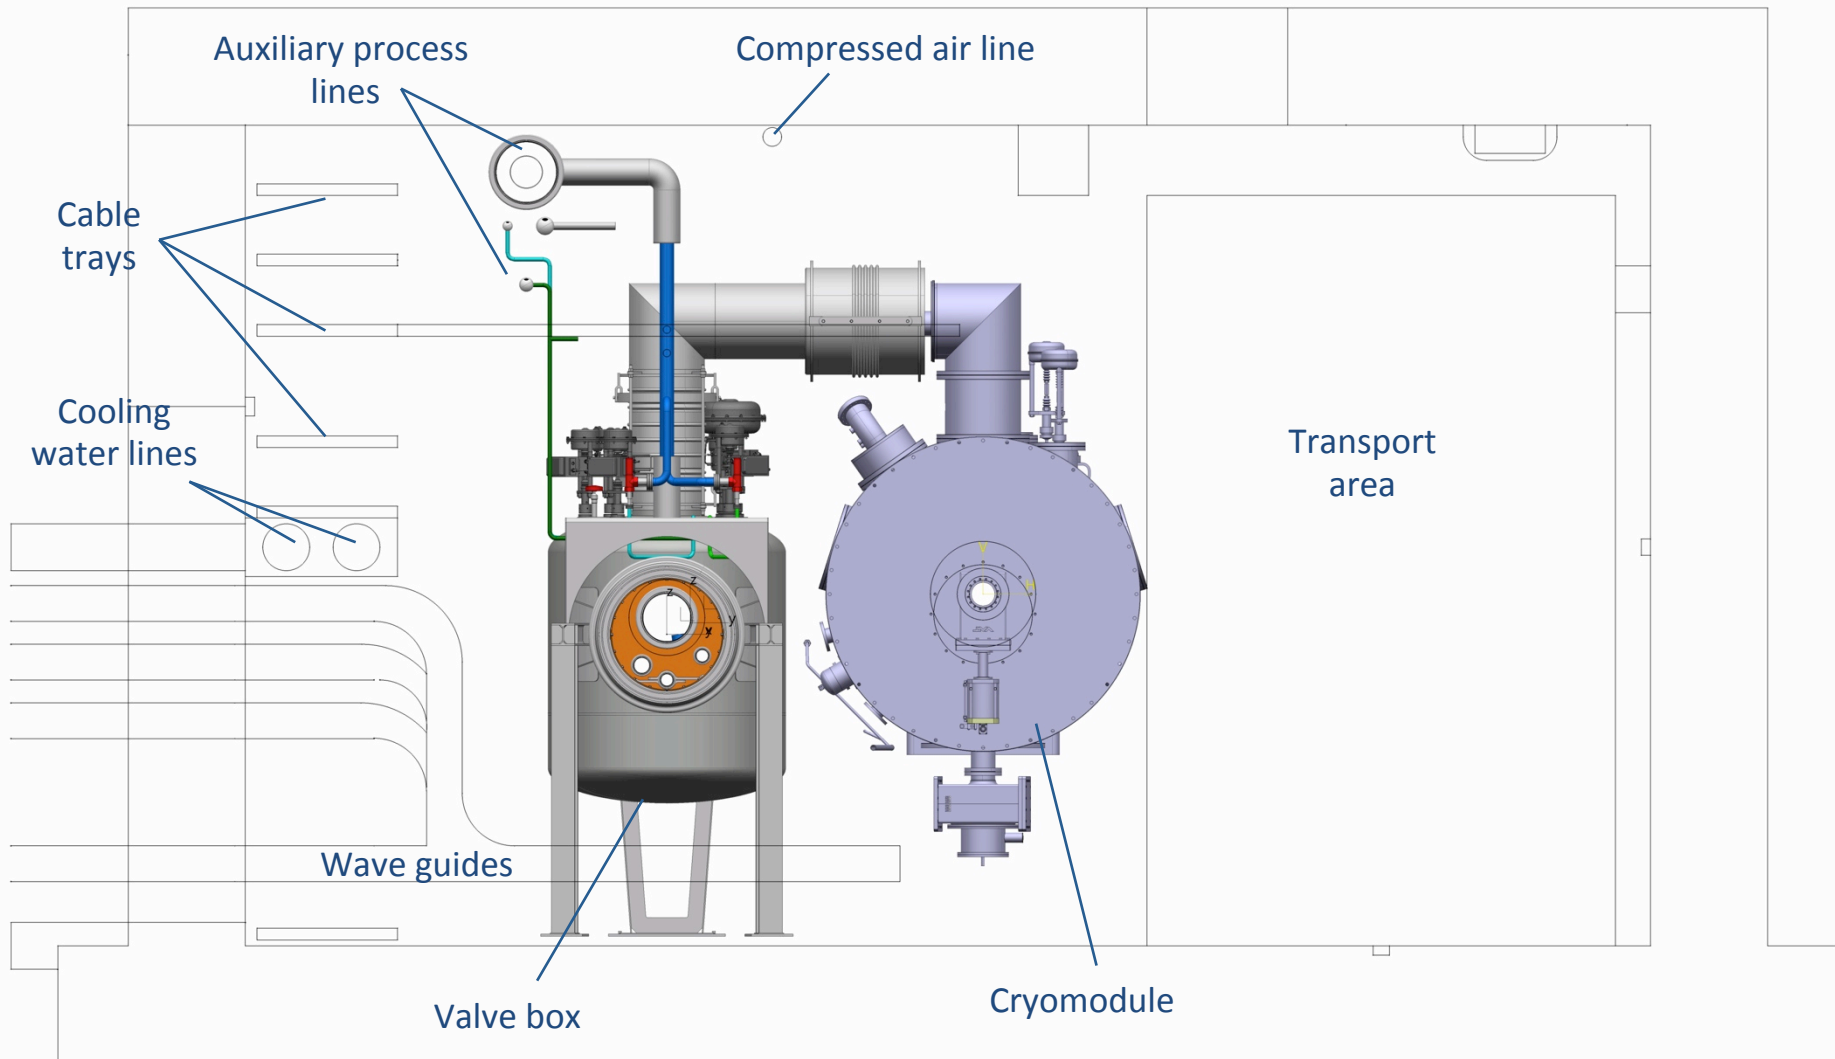 Auxiliary process
lines
Compressed air line
Cable
trays
Cooling
water lines
Transport
area
V
H
z
z
y
y
Wave guides
Valve box
Cryomodule